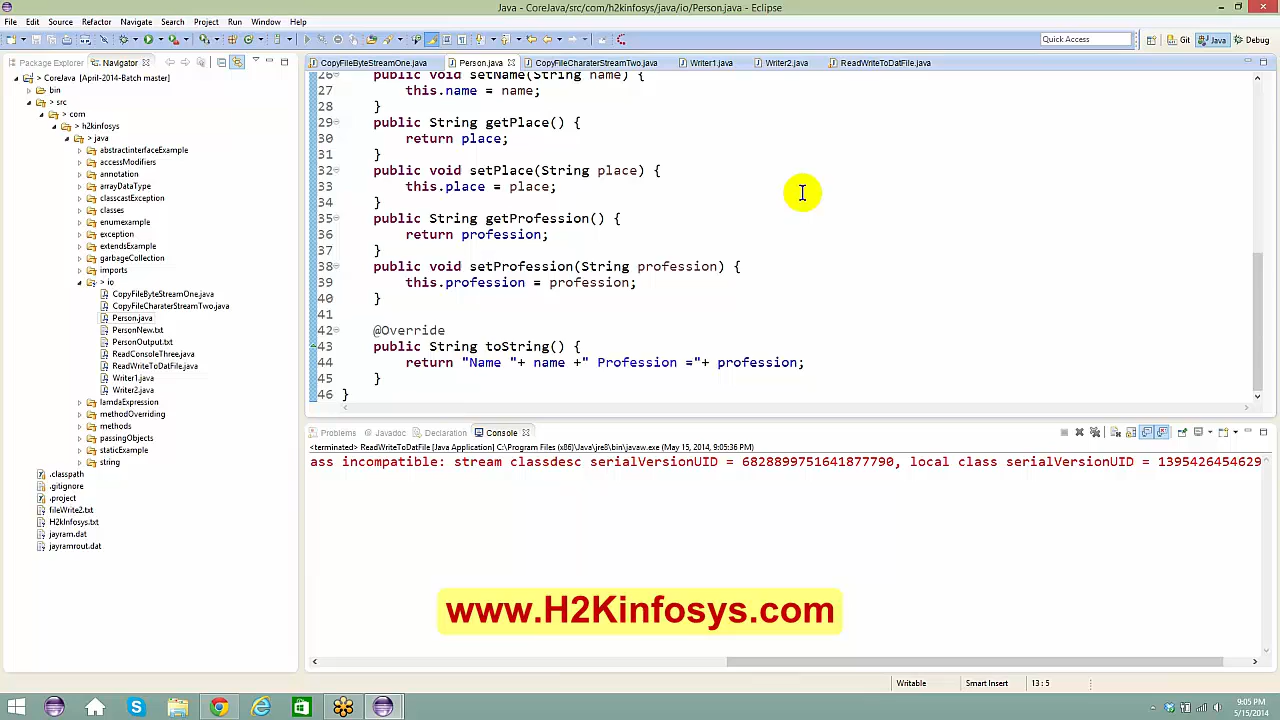 Java - CoreJava/src/com/h2kinfosys/java/io/Person.java - Eclipse
File Edit Source Refactor Navigate Search Project Run Window Help
Quick Access Git Java Debug
Package Explorer Navigator
CopyFileByteStreamOne.java Person.java CopyFileCharaterStreamTwo.java Writer1.java Writer2.java ReadWriteToDatFile.java
> CoreJava [April-2014-Batch master]
bin
> src
> com
> h2kinfosys
> java
abstractinterfaceExample
accessModifiers
annotation
arrayDataType
classcastException
classes
enumexample
exception
extendsExample
garbageCollection
imports
> io
CopyFileByteStreamOne.java
CopyFileCharaterStreamTwo.java
Person.java
PersonNew.txt
PersonOutput.txt
ReadConsoleThree.java
ReadWriteToDatFile.java
Writer1.java
Writer2.java
lamdaExpression
methodOverriding
methods
passingObjects
staticExample
string
.classpath
.gitignore
.project
fileWrite2.txt
H2kInfosys.txt
jayram.dat
jayramrout.dat
26 public void setName(String name) {
27 this.name = name;
28 }
29 public String getPlace() {
30 return place;
31 }
32 public void setPlace(String place) {
33 this.place = place;
34 }
35 public String getProfession() {
36 return profession;
37 }
38 public void setProfession(String profession) {
39 this.profession = profession;
40 }
41
42 @Override
43 public String toString() {
44 return "Name "+ name +" Profession ="+ profession;
45 }
46 }
Problems Javadoc Declaration Console
<terminated> ReadWriteToDatFile [Java Application] C:\Program Files (x86)\Java\jre8\bin\javaw.exe (May 15, 2014, 9:05:36 PM)
ass incompatible: stream classdesc serialVersionUID = 6828899751641877790, local class serialVersionUID = 1395426454629
www.H2Kinfosys.com
Writable Smart Insert 13 : 5
9:05 PM
5/15/2014